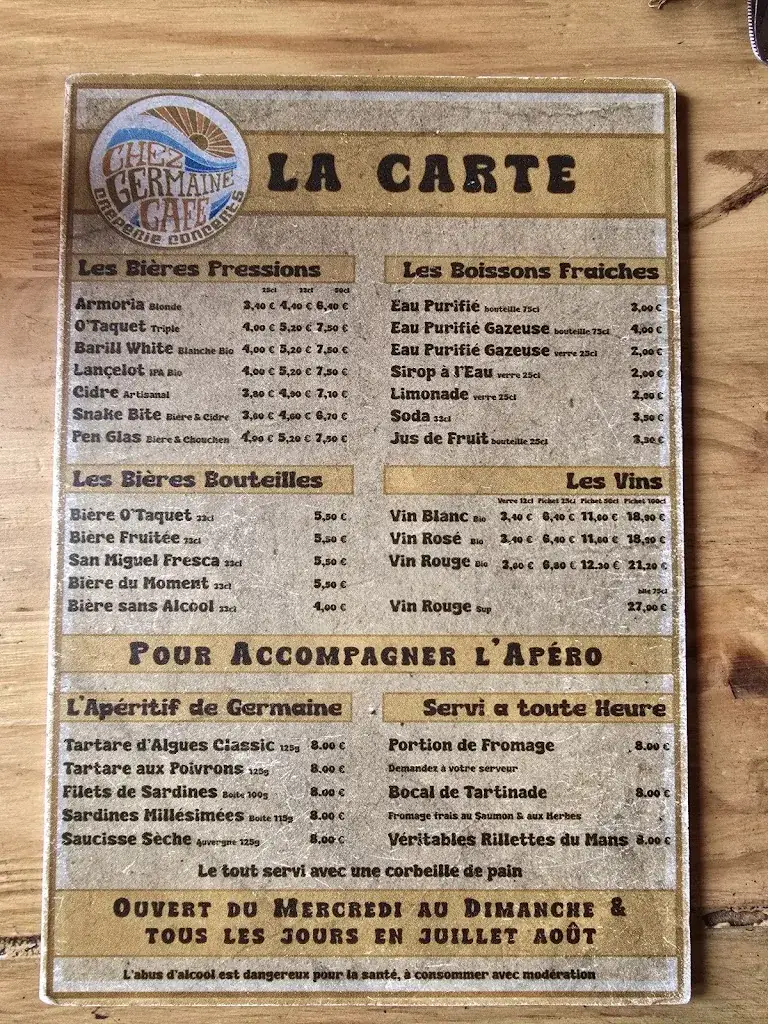 CHEZ
GERMAINE
CAFE
CREPERIE CONCERTS
LA CARTE
Les Bières Pressions
25cl 33cl 50cl
Armoria Blonde 3,40 € 4,40 € 6,40 €
O'Taquet Triple 4,00 € 5,20 € 7,50 €
Barill White Blanche Bio 4,00 € 5,20 € 7,50 €
Lançelot IPA Bio 4,00 € 5,20 € 7,50 €
Cidre Artisanal 3,80 € 4,90 € 7,10 €
Snake Bite Bière & Cidre 3,60 € 4,60 € 6,70 €
Pen Glas Bière & Chouchen 4,00 € 5,20 € 7,50 €
Les Boissons Fraiches
Eau Purifié bouteille 75cl 3,00 €
Eau Purifié Gazeuse bouteille 75cl 4,00 €
Eau Purifié Gazeuse verre 25cl 2,00 €
Sirop à l'Eau verre 25cl 2,00 €
Limonade verre 25cl
Soda 33cl 3,50 €
Jus de Fruit bouteille 25cl 3,50 €
Les Bières Bouteilles
Bière O'Taquet 33cl 5,50 €
Bière Fruitée 33cl 5,50 €
San Miguel Fresca 33cl 5,50 €
Bière du Moment 33cl 5,50 €
Bière sans Alcool 33cl 4,00 €
Les Vins
Verre 12cl Pichet 25cl Pichet 50cl Pichet 100cl
Vin Blanc Bio 3,40 € 6,40 € 11,60 € 18,90 €
Vin Rosé Bio 3,40 € 6,40 € 11,60 € 18,90 €
Vin Rouge Bio 3,60 € 6,80 € 12,30 € 21,20 €
blle 75cl
Vin Rouge Sup 27,00 €
POUR ACCOMPAGNER L'APÉRO
L'Apéritif de Germaine
Tartare d'Algues Classic 125g 8.00 €
Tartare aux Poivrons 125g 8.00 €
Filets de Sardines Boite 100g 8.00 €
Sardines Millésimées Boite 115g 8.00 €
Saucisse Sèche Auvergne 125g 8.00 €
Servi a toute Heure
Portion de Fromage 8.00 €
Demandez à votre serveur
Bocal de Tartinade 8.00 €
Fromage frais au Saumon & aux Herbes
Véritables Rillettes du Mans 8.00 €
Le tout servi avec une corbeille de pain
OUVERT DU MERCREDI AU DIMANCHE &
TOUS LES JOURS EN JUILLET AOÛT
L'abus d'alcool est dangereux pour la santé, à consommer avec modération